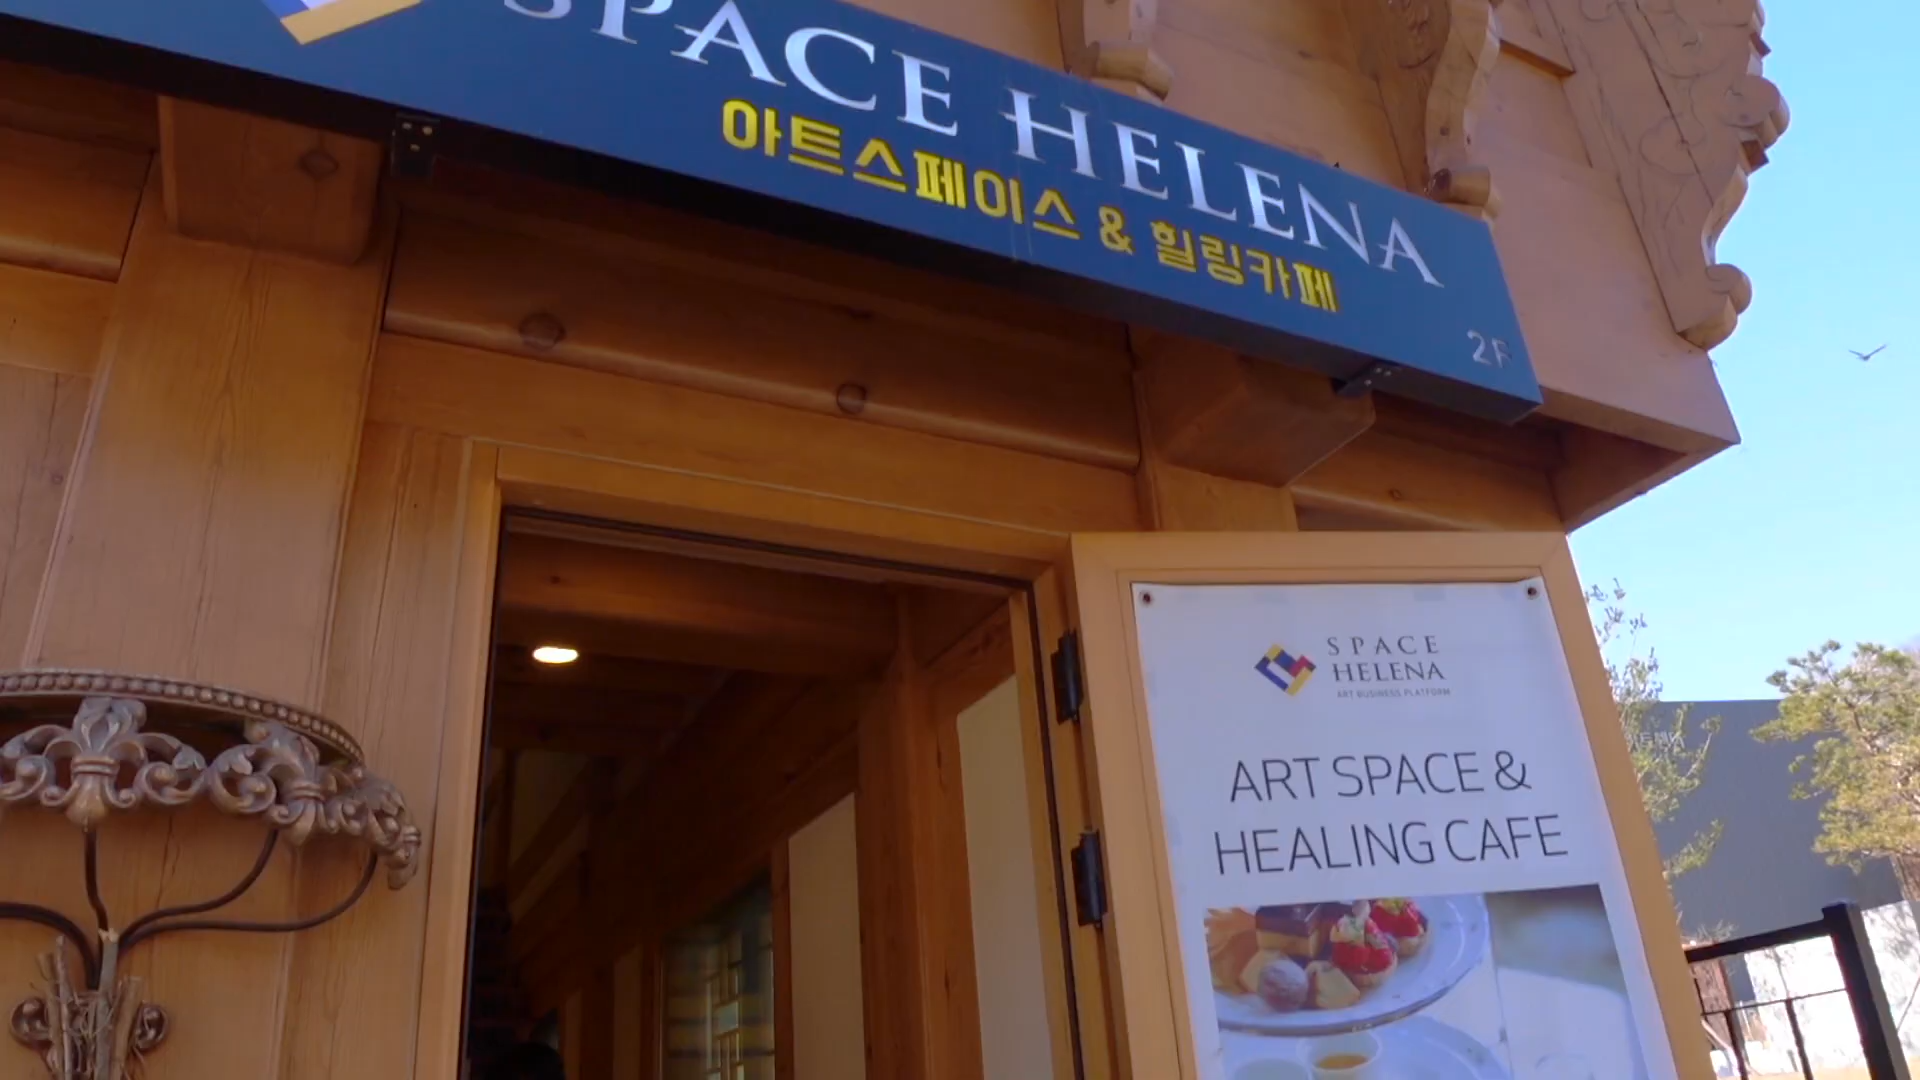 SPACE HELENA
아트스페이스 & 힐링카페
2F
SPACE
HELENA
ART BUSINESS PLATFORM
ART SPACE &
HEALING CAFE